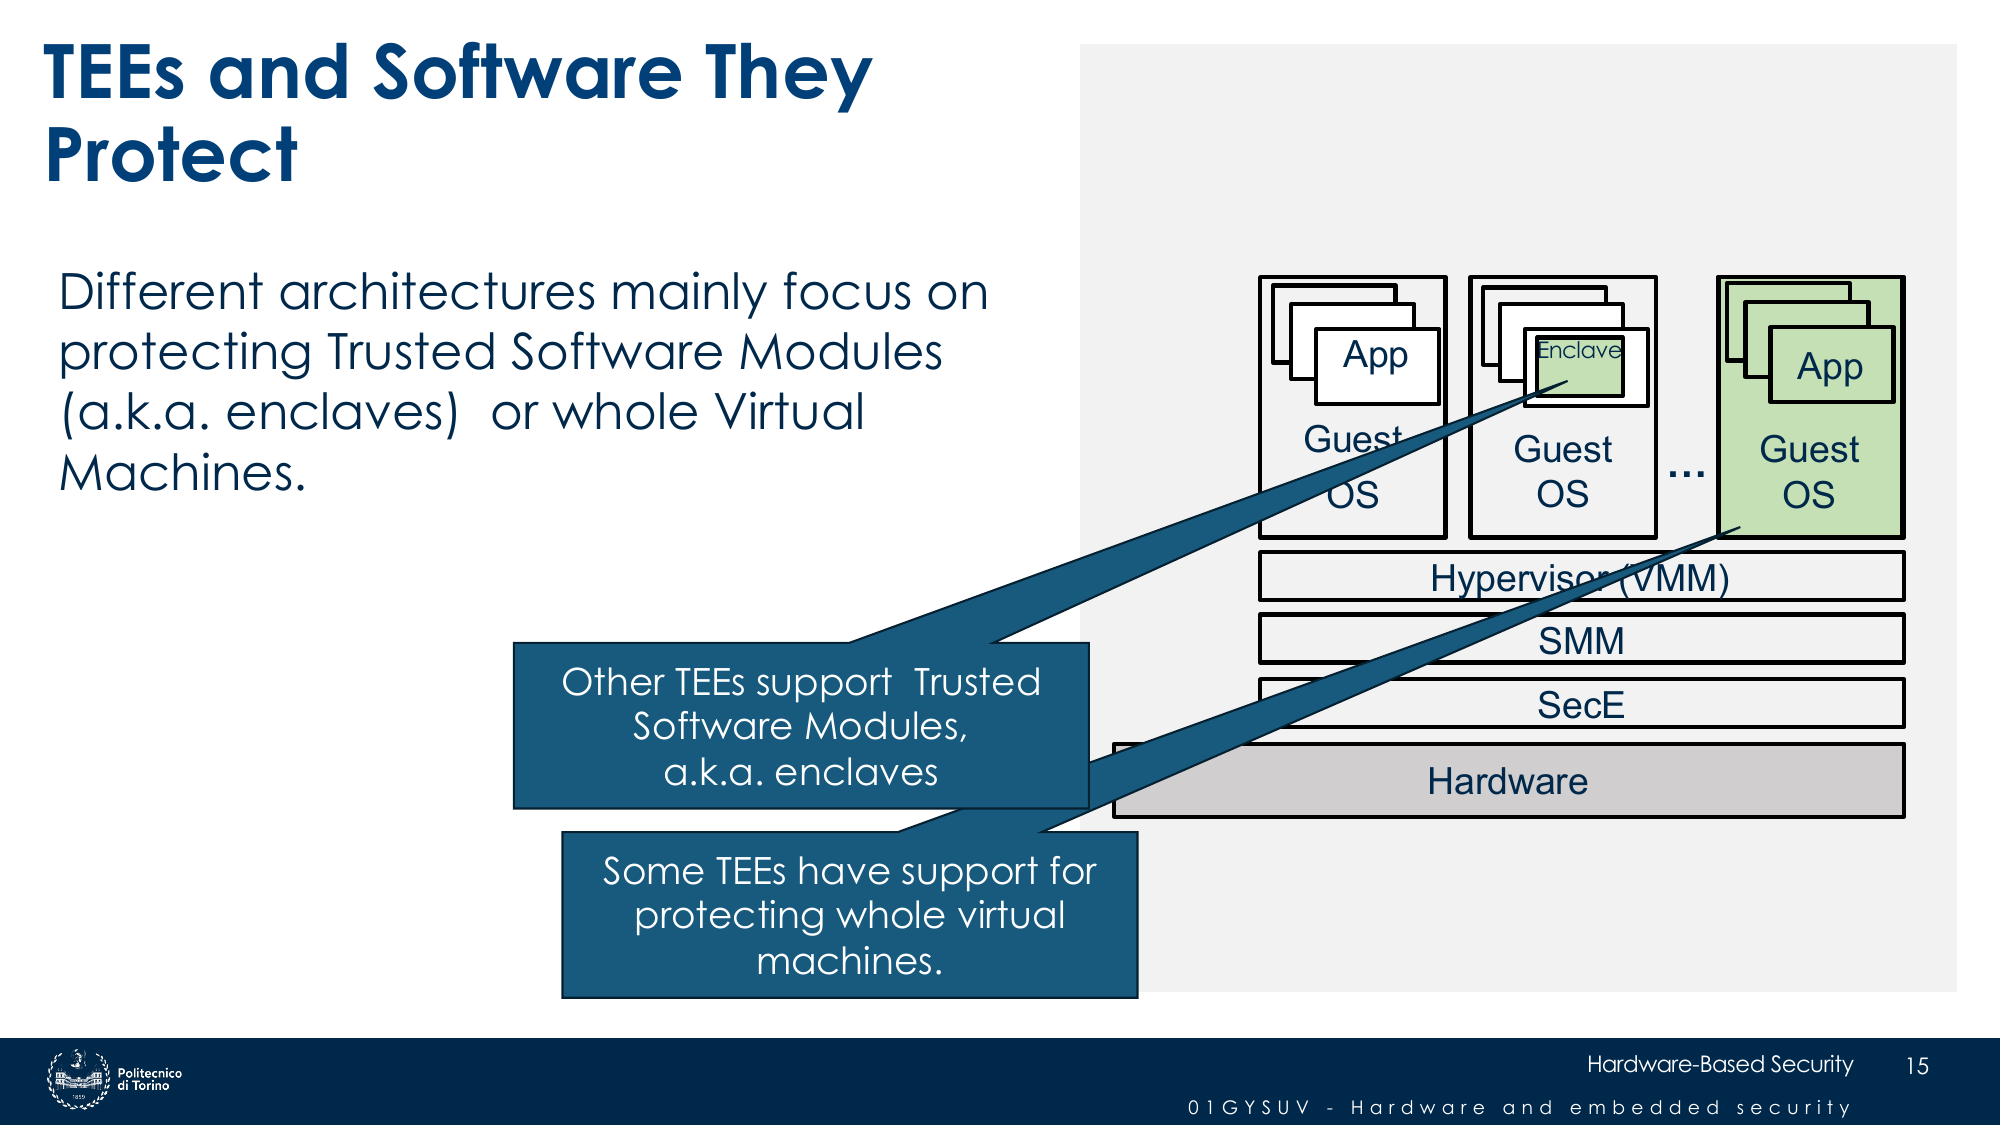 TEEs and Software They
Protect
Different architectures mainly focus on
protecting Trusted Software Modules
(a.k.a. enclaves)  or whole Virtual
Machines.
App
Guest
OS
Enclave
Guest
OS
...
App
Guest
OS
Hypervisor (VMM)
SMM
SecE
Hardware
Other TEEs support  Trusted
Software Modules,
a.k.a. enclaves
Some TEEs have support for
protecting whole virtual
machines.
1859
Politecnico
di Torino
Hardware-Based Security
15
01GYSUV - Hardware and embedded security